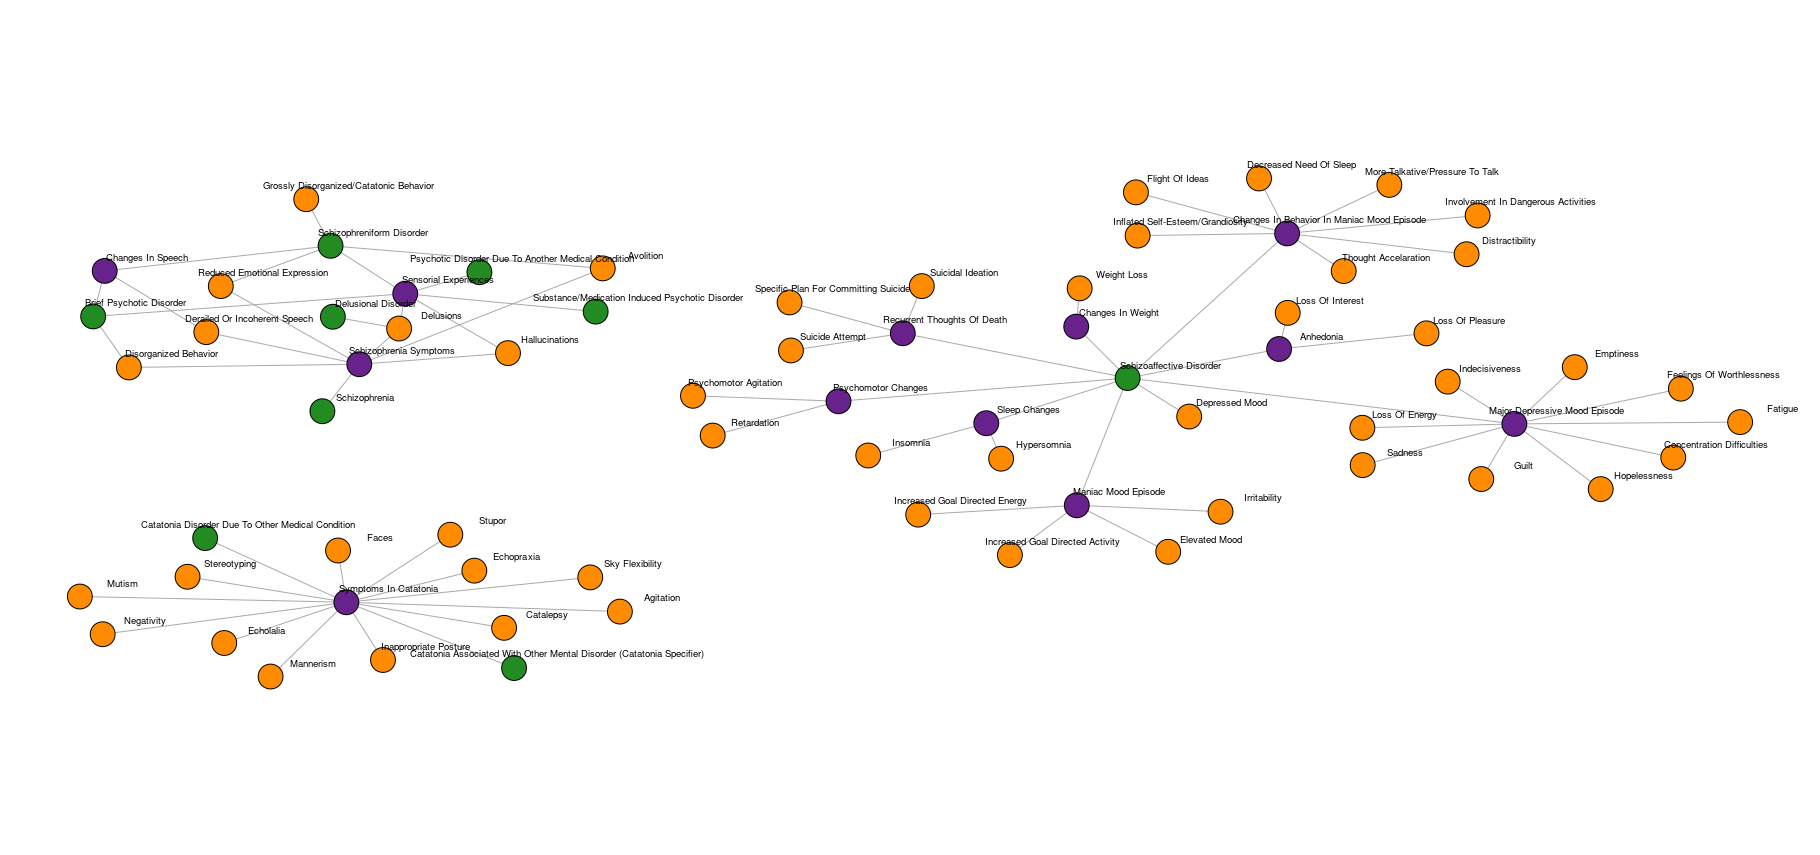 Grossly Disorganized/Catatonic Behavior
Schizophreniform Disorder
Changes In Speech
Psychotic Disorder Due To Another Medical Condition
Avolition
Reduced Emotional Expression
Sensorial Experiences
Brief Psychotic Disorder
Delusional Disorder
Substance/Medication Induced Psychotic Disorder
Derailed Or Incoherent Speech
Delusions
Disorganized Behavior
Schizophrenia Symptoms
Hallucinations
Schizophrenia
Decreased Need Of Sleep
Flight Of Ideas
More Talkative/Pressure To Talk
Involvement In Dangerous Activities
Inflated Self-Esteem/Grandiosity
Changes In Behavior In Maniac Mood Episode
Distractibility
Thought Accelaration
Suicidal Ideation
Weight Loss
Specific Plan For Committing Suicide
Loss Of Interest
Recurrent Thoughts Of Death
Changes In Weight
Loss Of Pleasure
Suicide Attempt
Anhedonia
Emptiness
Schizoaffective Disorder
Indecisiveness
Feelings Of Worthlessness
Psychomotor Agitation
Psychomotor Changes
Depressed Mood
Sleep Changes
Loss Of Energy
Major Depressive Mood Episode
Fatigue
Retardation
Insomnia
Hypersomnia
Sadness
Concentration Difficulties
Guilt
Hopelessness
Maniac Mood Episode
Increased Goal Directed Energy
Irritability
Increased Goal Directed Activity
Elevated Mood
Catatonia Disorder Due To Other Medical Condition
Stupor
Faces
Stereotyping
Echopraxia
Sky Flexibility
Mutism
Symptoms In Catatonia
Agitation
Negativity
Echolalia
Catalepsy
Inappropriate Posture
Catatonia Associated With Other Mental Disorder (Catatonia Specifier)
Mannerism